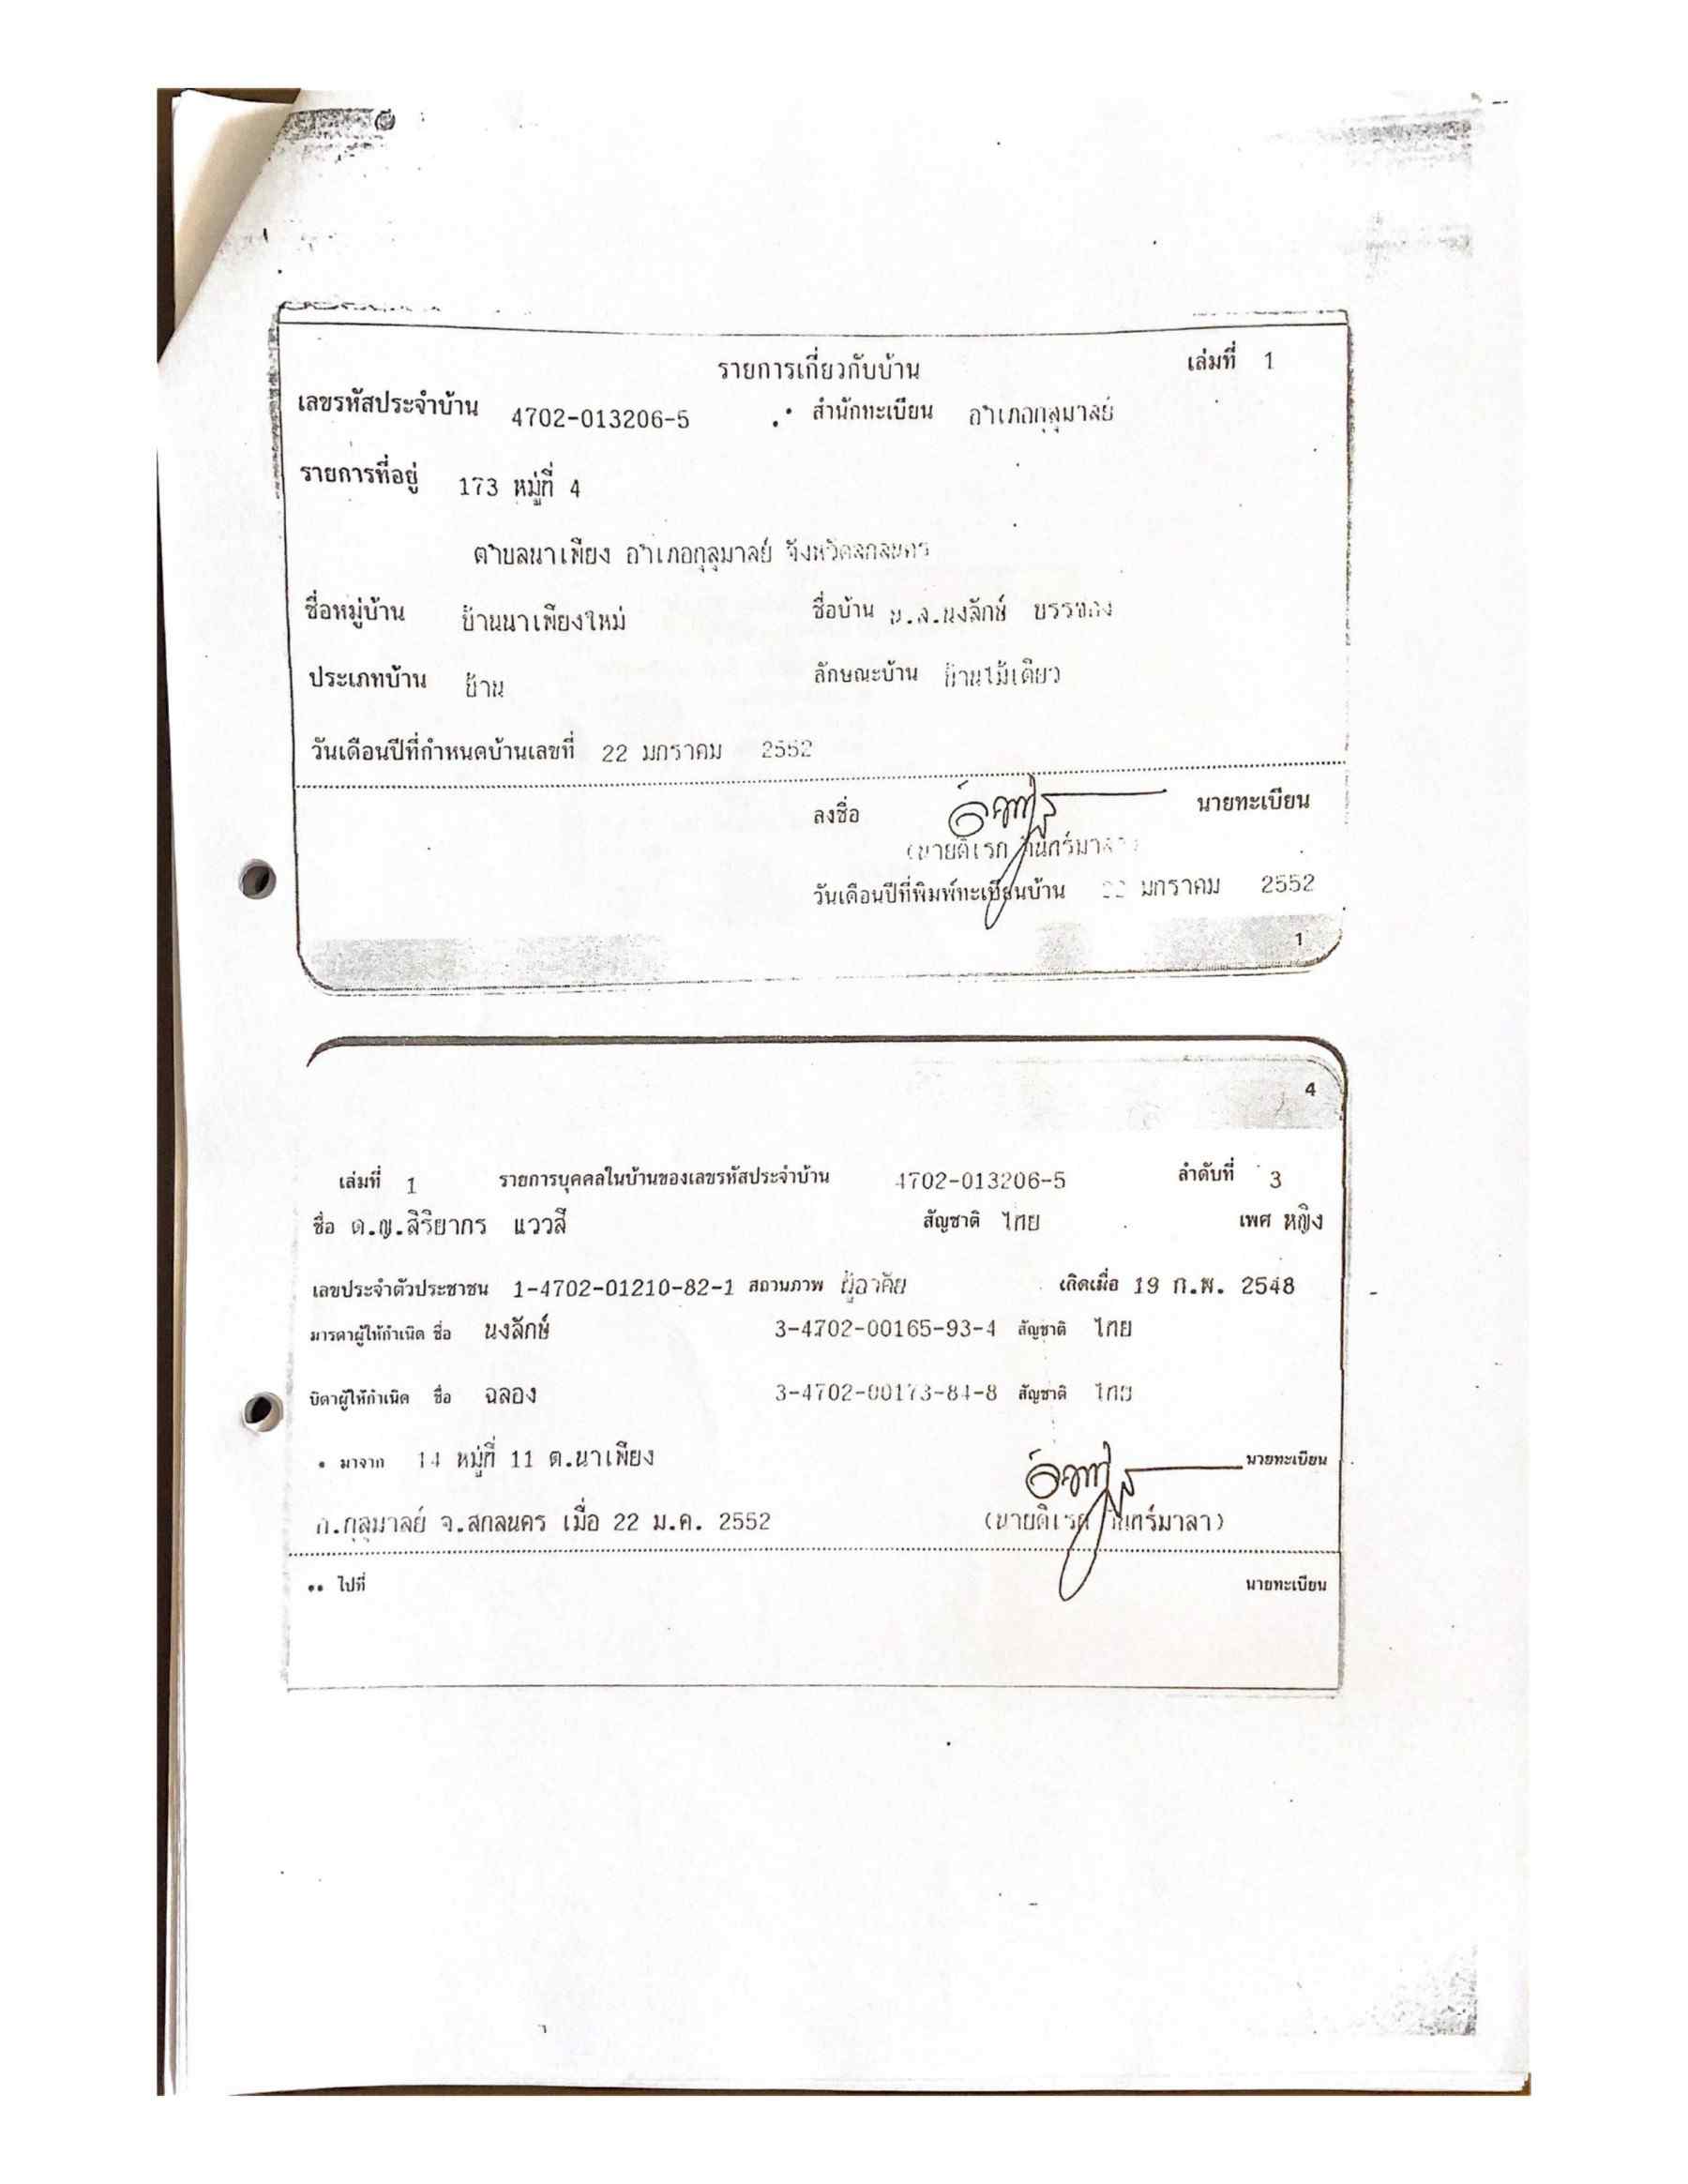 รายการเกี่ยวกับบ้าน เล่มที่ 1
เลขรหัสประจำบ้าน 4702-013206-5 สำนักทะเบียน อำเภอกุสุมาลย์
รายการที่อยู่ 173 หมู่ที่ 4
ตำบลนาเพียง อำเภอกุสุมาลย์ จังหวัดสกลนคร
ชื่อหมู่บ้าน บ้านนาเพียงใหม่ ชื่อบ้าน น.ส.นงลักษ์
ประเภทบ้าน บ้าน ลักษณะบ้าน บ้านไม้เดียว
วันเดือนปีที่กำหนดบ้านเลขที่ 22 มกราคม 2552
ลงชื่อ นายทะเบียน
(นายดิเรก
วันเดือนปีที่พิมพ์ทะเบียนบ้าน 22 มกราคม 2552
1
4
เล่มที่ 1 รายการบุคคลในบ้านของเลขรหัสประจำบ้าน 4702-013206-5 ลำดับที่ 3
ชื่อ ด.ญ.สิริยากร แววสี สัญชาติ ไทย เพศ หญิง
เลขประจำตัวประชาชน 1-4702-01210-82-1 สถานภาพ ผู้อาศัย เกิดเมื่อ 19 ก.พ. 2548
มารดาผู้ให้กำเนิด ชื่อ นงลักษ์ 3-4702-00165-93-4 สัญชาติ ไทย
บิดาผู้ให้กำเนิด ชื่อ ฉลอง 3-4702-00173-84-8 สัญชาติ ไทย
* มาจาก 14 หมู่ที่ 11 ต.นาเพียง นายทะเบียน
อ.กุสุมาลย์ จ.สกลนคร เมื่อ 22 ม.ค. 2552 (นายดิเรก
** ไปที่ นายทะเบียน